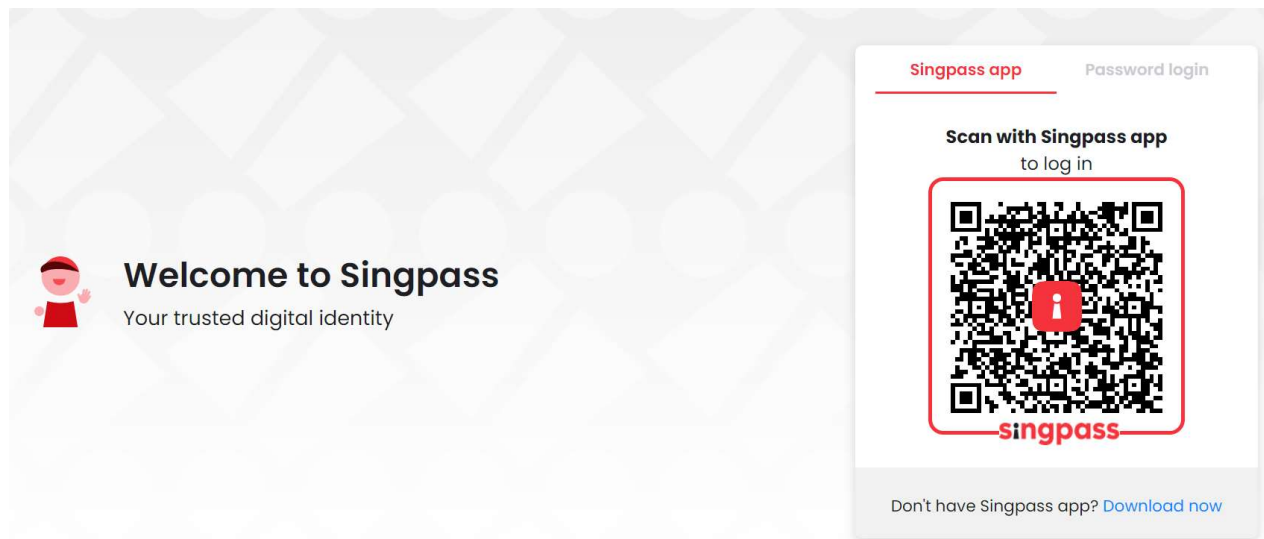 Welcome to Singpass
Your trusted digital identity
Singpass app
Password login
Scan with Singpass app
to log in
singpass
Don't have Singpass app? Download now